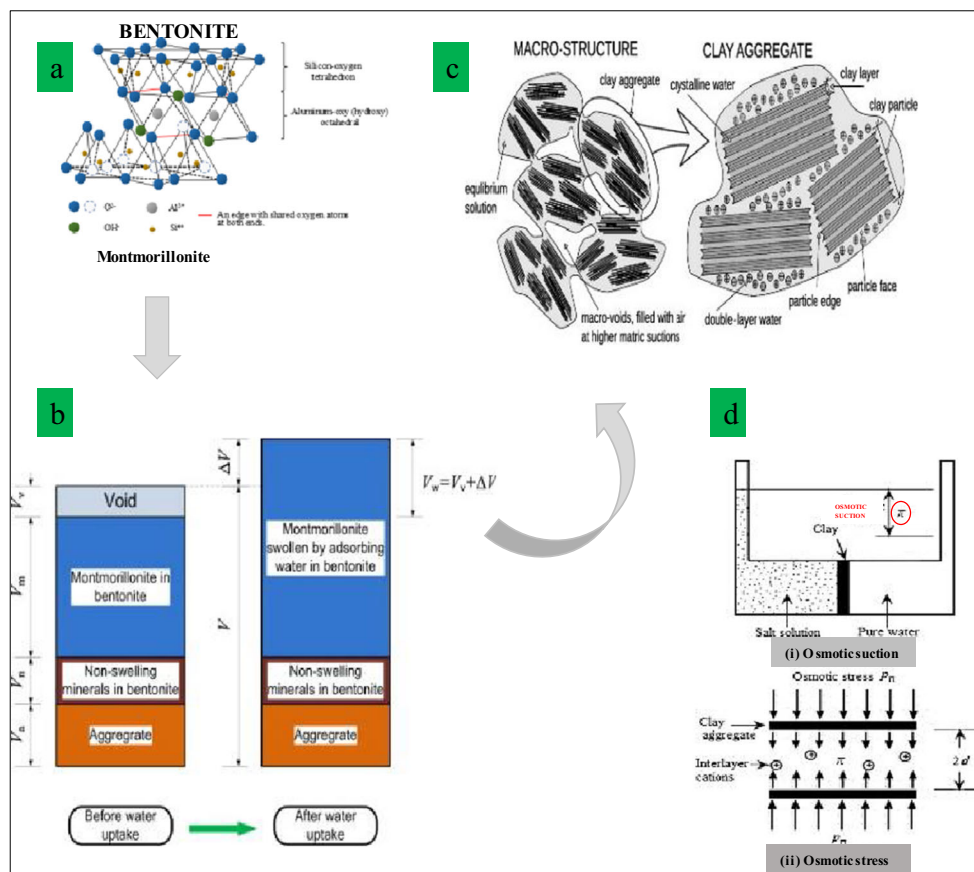 a
BENTONITE
Silicon-oxygen
tetrahedron
Aluminums-oxy (hydroxy)
octahedral
O²⁻
Al³⁺
OH⁻
Si⁴⁺
An edge with shared oxygen atoms
at both ends.
Montmorillonite
c
MACRO-STRUCTURE
CLAY AGGREGATE
clay aggregate
crystalline water
clay layer
clay particle
equlibrium
solution
particle face
particle edge
double-layer water
macro-voids, filled with air
at higher matric suctions
b
ΔV
V_w=V_v+ΔV
V_v
Void
Montmorillonite
swollen by adsorbing
water in bentonite
V_m
Montmorillonite in
bentonite
V
V_n
Non-swelling
minerals in bentonite
Non-swelling
minerals in bentonite
V_a
Aggregrate
Aggregrate
Before water
uptake
After water
uptake
d
OSMOTIC
SUCTION
π
Clay
Salt solution
Pure water
(i) Osmotic suction
Osmotic stress
Clay
aggregate
Interlayer
cations
π
2d
(ii) Osmotic stress